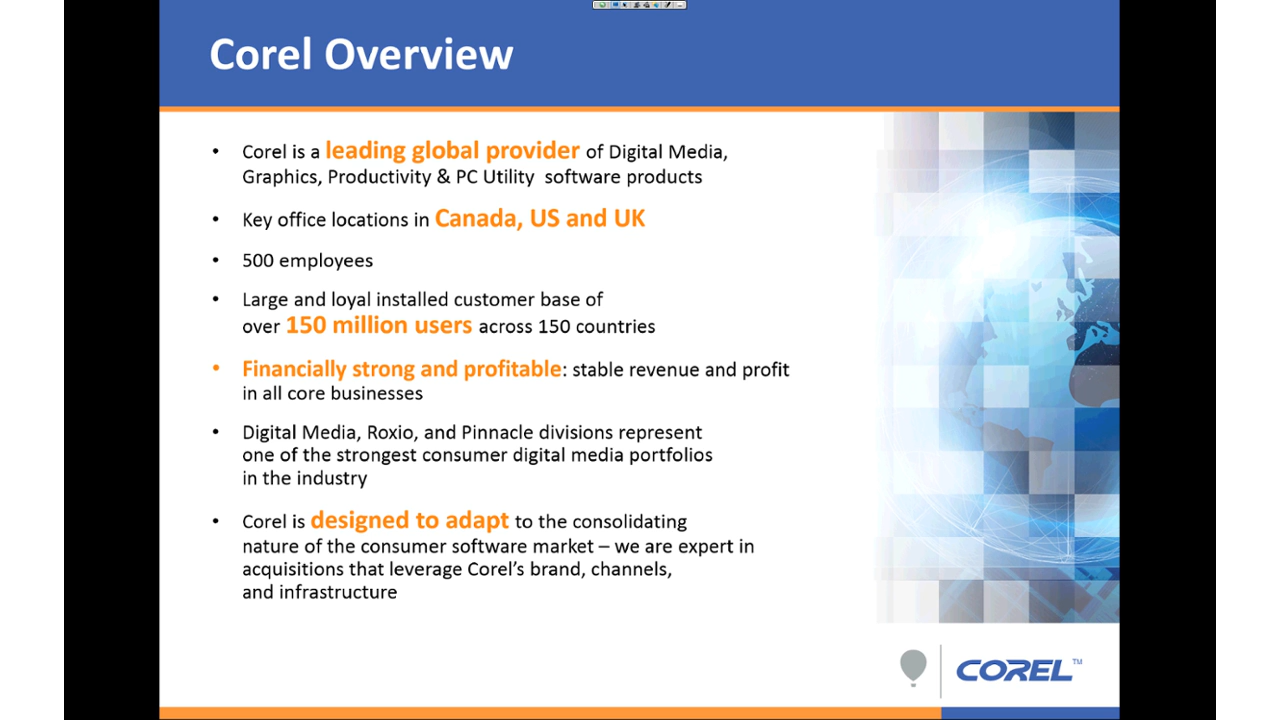 Corel Overview
• Corel is a leading global provider of Digital Media,
Graphics, Productivity & PC Utility software products
• Key office locations in Canada, US and UK
• 500 employees
• Large and loyal installed customer base of
over 150 million users across 150 countries
• Financially strong and profitable: stable revenue and profit
in all core businesses
• Digital Media, Roxio, and Pinnacle divisions represent
one of the strongest consumer digital media portfolios
in the industry
• Corel is designed to adapt to the consolidating
nature of the consumer software market – we are expert in
acquisitions that leverage Corel’s brand, channels,
and infrastructure
COREL™